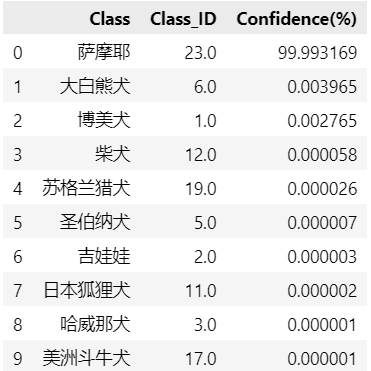 Class Class_ID Confidence(%)
0 萨摩耶 23.0 99.993169
1 大白熊犬 6.0 0.003965
2 博美犬 1.0 0.002765
3 柴犬 12.0 0.000058
4 苏格兰猎犬 19.0 0.000026
5 圣伯纳犬 5.0 0.000007
6 吉娃娃 2.0 0.000003
7 日本狐狸犬 11.0 0.000002
8 哈威那犬 3.0 0.000001
9 美洲斗牛犬 17.0 0.000001